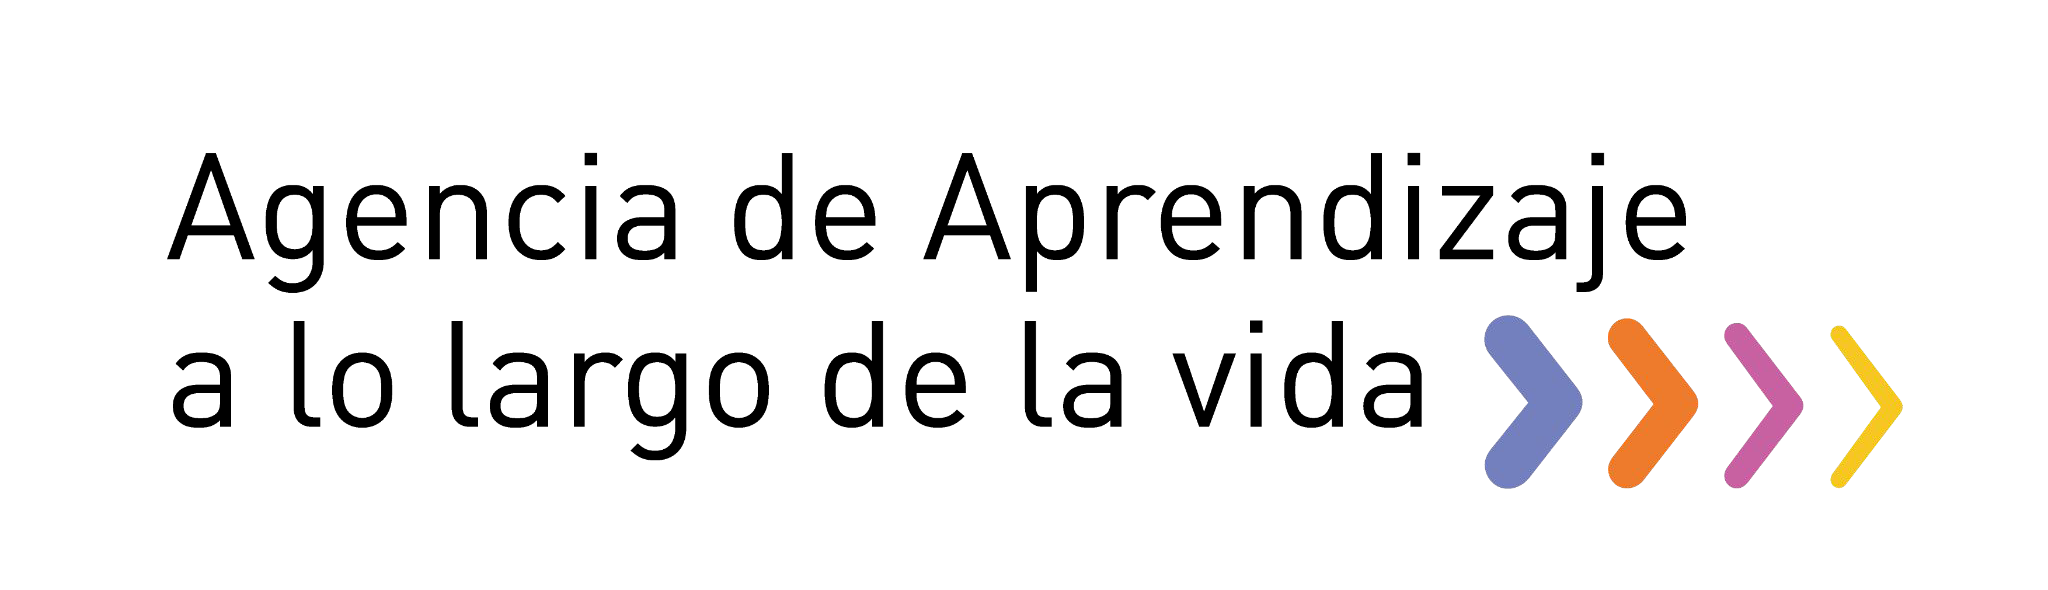 Agencia de Aprendizaje
a lo largo de la vida